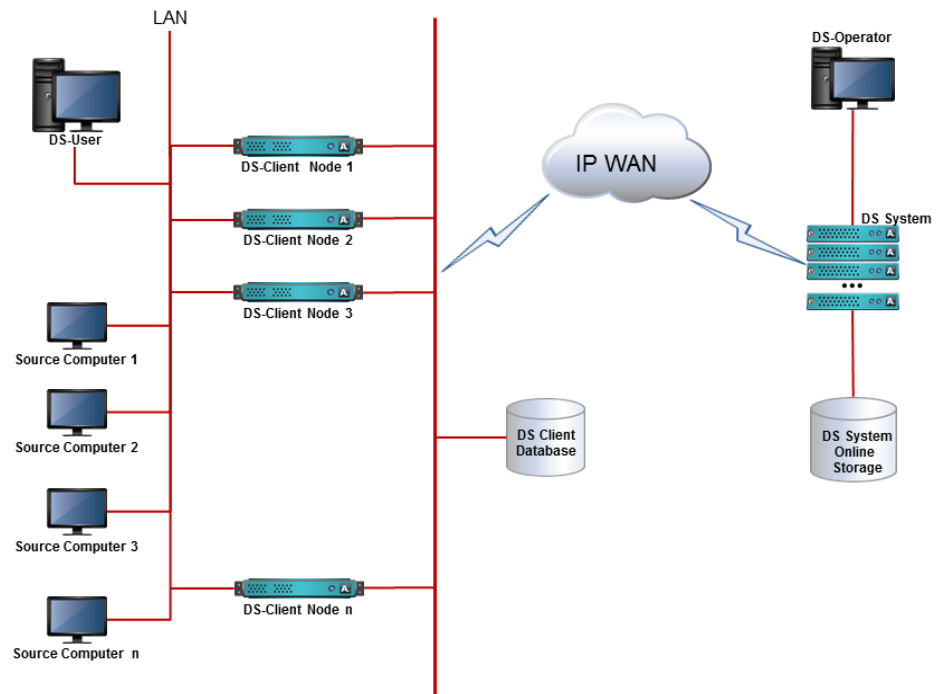 LAN
DS-User
DS-Client Node 1
DS-Client Node 2
DS-Client Node 3
Source Computer 1
Source Computer 2
Source Computer 3
Source Computer n
DS-Client Node n
IP WAN
DS Client
Database
DS-Operator
DS System
A
A
A
A
A
A
A
A
DS System
Online
Storage